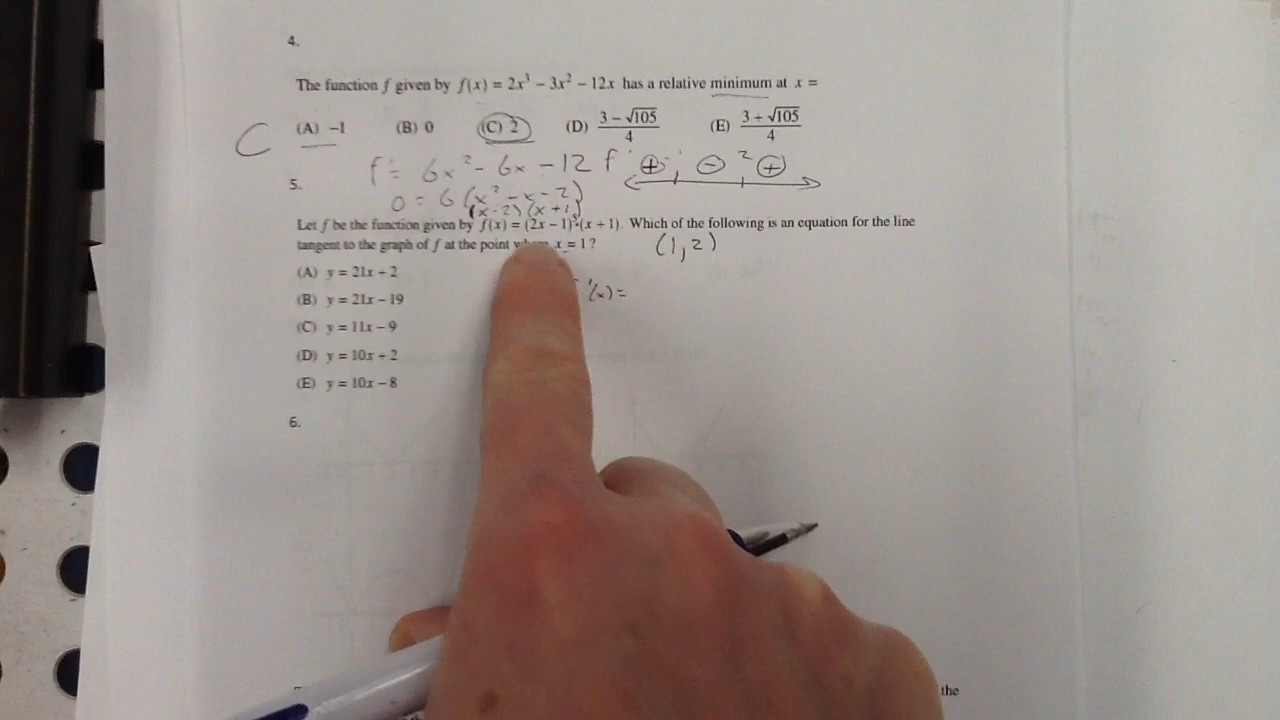 4.
The function f given by f(x) = 2x³ − 3x² − 12x has a relative minimum at x =
C (A) −1 (B) 0 (C) 2 (D) (3 − √105)/4 (E) (3 + √105)/4
f' = 6x² − 6x − 12 f' ⊕ ⊖ 2 ⊕
5.
0 = 6(x² − x − 2)
(x−2)(x+1)
Let f be the function given by f(x) = (2x − 1)⁵(x + 1). Which of the following is an equation for the line
tangent to the graph of f at the point where x = 1? (1,2)
(A) y = 21x + 2
'(x) =
(B) y = 21x − 19
(C) y = 11x − 9
(D) y = 10x + 2
(E) y = 10x − 8
6.
the